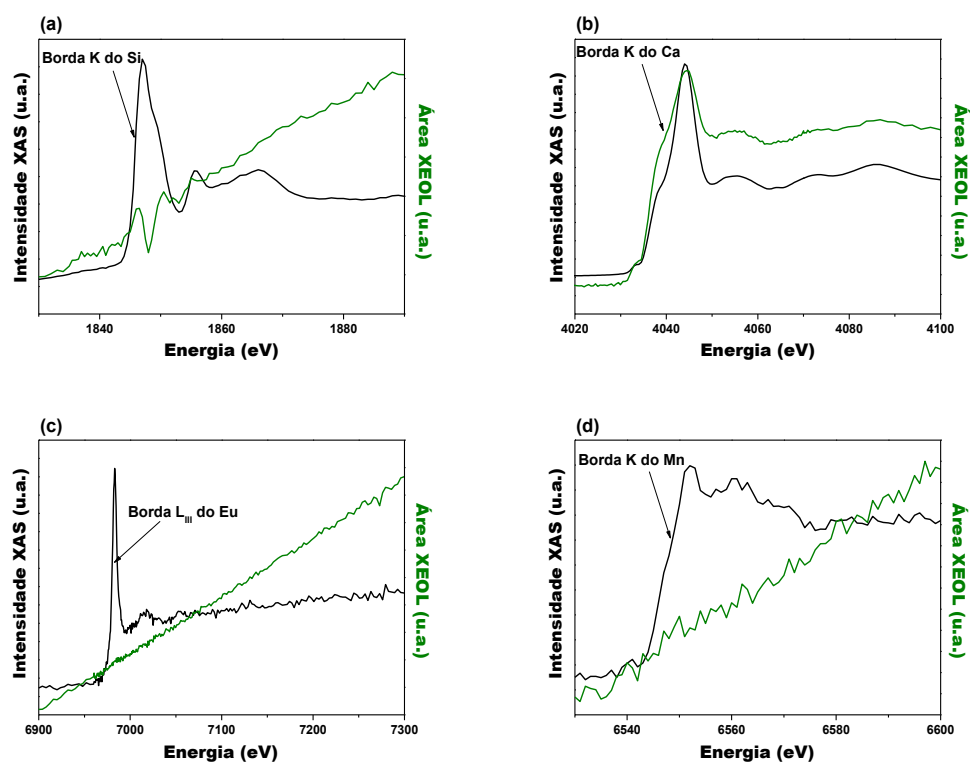 (a)
Borda K do Si
Intensidade XAS (u.a.)
Área XEOL (u.a.)
1840
1860
1880
Energia (eV)
(b)
Borda K do Ca
Intensidade XAS (u.a.)
Área XEOL (u.a.)
4020
4040
4060
4080
4100
Energia (eV)
(c)
Borda L_III do Eu
Intensidade XAS (u.a.)
Área XEOL (u.a.)
6900
7000
7100
7200
7300
Energia (eV)
(d)
Borda K do Mn
Intensidade XAS (u.a.)
Área XEOL (u.a.)
6540
6560
6580
6600
Energia (eV)